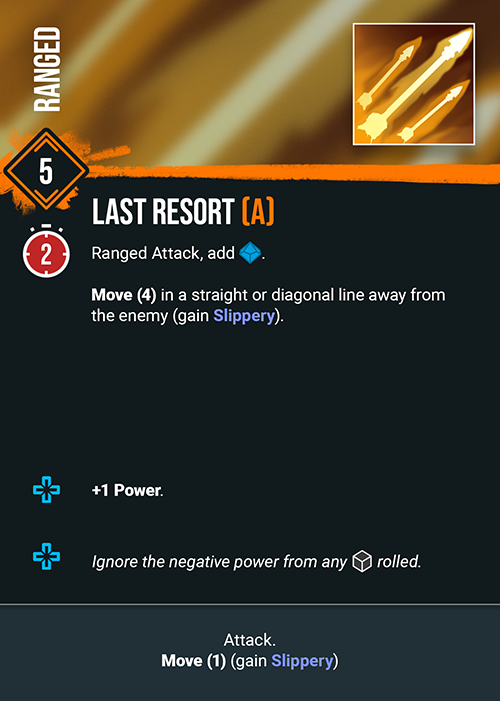 RANGED
5
LAST RESORT (A)
2
Ranged Attack, add .
Move (4) in a straight or diagonal line away from
the enemy (gain Slippery).
+1 Power.
Ignore the negative power from any rolled.
Attack.
Move (1) (gain Slippery)